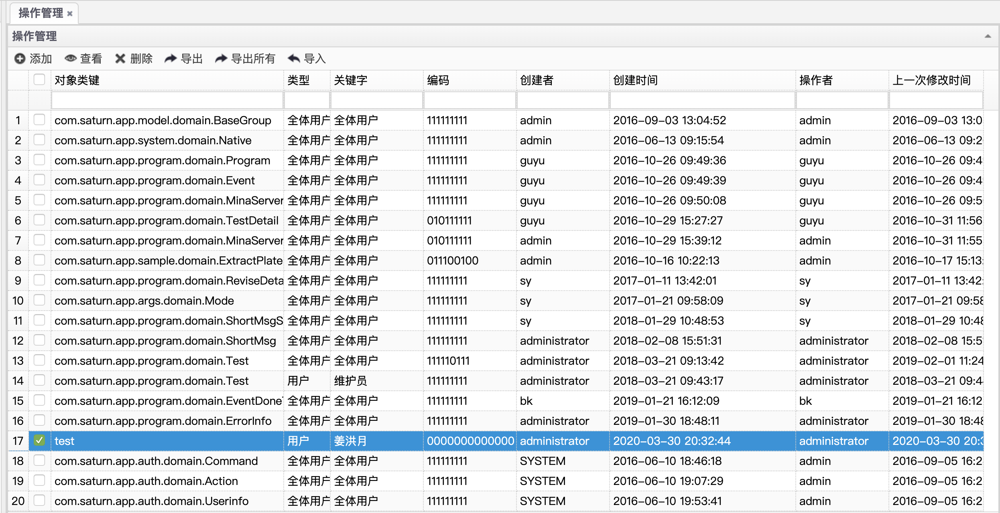 操作管理
操作管理
添加 查看 删除 导出 导出所有 导入
对象类键 类型 关键字 编码 创建者 创建时间 操作者 上一次修改时间
1 com.saturn.app.model.domain.BaseGroup 全体用户 全体用户 111111111 admin 2016-09-03 13:04:52 admin 2016-09-03 13:0
2 com.saturn.app.system.domain.Native 全体用户 全体用户 111111111 admin 2016-06-13 09:15:54 admin 2016-06-13 09:2
3 com.saturn.app.program.domain.Program 全体用户 全体用户 111111111 guyu 2016-10-26 09:49:36 guyu 2016-10-26 09:4
4 com.saturn.app.program.domain.Event 全体用户 全体用户 111111111 guyu 2016-10-26 09:49:39 guyu 2016-10-26 09:4
5 com.saturn.app.program.domain.MinaServer 全体用户 全体用户 111111111 guyu 2016-10-26 09:50:08 guyu 2016-10-26 09:5
6 com.saturn.app.program.domain.TestDetail 全体用户 全体用户 010111111 guyu 2016-10-29 15:27:27 guyu 2016-10-31 11:56
7 com.saturn.app.program.domain.MinaServer 全体用户 全体用户 010111111 admin 2016-10-29 15:39:12 admin 2016-10-31 11:55
8 com.saturn.app.sample.domain.ExtractPlate 全体用户 全体用户 011100100 admin 2016-10-16 10:22:13 admin 2016-10-17 15:13:
9 com.saturn.app.program.domain.ReviseDeta 全体用户 全体用户 111111111 sy 2017-01-11 13:42:01 sy 2017-01-11 13:42:
10 com.saturn.app.args.domain.Mode 全体用户 全体用户 111111111 sy 2017-01-21 09:58:09 sy 2017-01-21 09:58
11 com.saturn.app.program.domain.ShortMsgS 全体用户 全体用户 111111111 sy 2018-01-29 10:48:53 sy 2018-01-29 10:48
12 com.saturn.app.program.domain.ShortMsg 全体用户 全体用户 111111111 administrator 2018-02-08 15:51:31 administrator 2018-02-08 15:5
13 com.saturn.app.program.domain.Test 全体用户 全体用户 111110111 administrator 2018-03-21 09:13:42 administrator 2019-02-01 11:24
14 com.saturn.app.program.domain.Test 用户 维护员 111111111 administrator 2018-03-21 09:43:17 administrator 2018-03-21 09:4
15 com.saturn.app.program.domain.EventDone 全体用户 全体用户 111111111 bk 2019-01-21 16:12:09 bk 2019-01-21 16:12
16 com.saturn.app.program.domain.ErrorInfo 全体用户 全体用户 111111111 administrator 2019-01-30 18:48:11 administrator 2019-01-30 18:48
17 test 用户 姜洪月 0000000000000 administrator 2020-03-30 20:32:44 administrator 2020-03-30 20:3
18 com.saturn.app.auth.domain.Command 全体用户 全体用户 111111111 SYSTEM 2016-06-10 18:46:18 admin 2016-09-05 16:2
19 com.saturn.app.auth.domain.Action 全体用户 全体用户 111111111 SYSTEM 2016-06-10 19:07:29 admin 2016-09-05 16:2
20 com.saturn.app.auth.domain.Userinfo 全体用户 全体用户 111111111 SYSTEM 2016-06-10 19:53:41 admin 2016-09-05 16:2